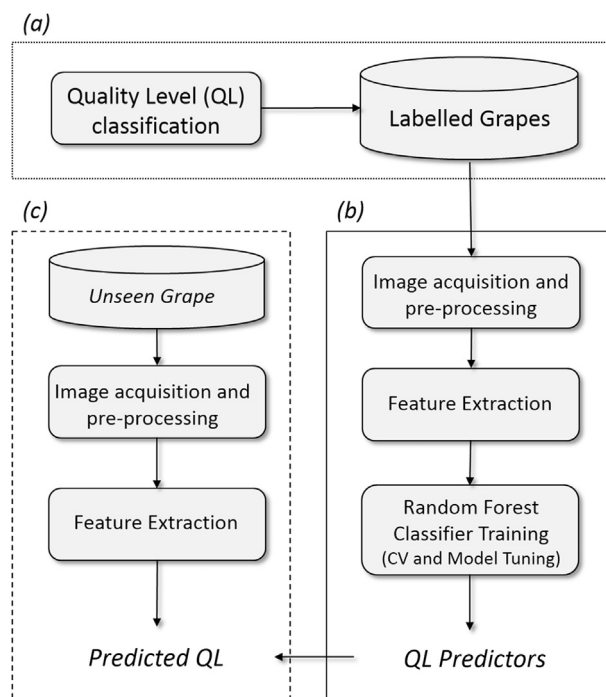 (a)
Quality Level (QL)
classification
Labelled Grapes
(c)
Unseen Grape
Image acquisition and
pre-processing
Feature Extraction
Predicted QL
(b)
Image acquisition and
pre-processing
Feature Extraction
Random Forest
Classifier Training
(CV and Model Tuning)
QL Predictors